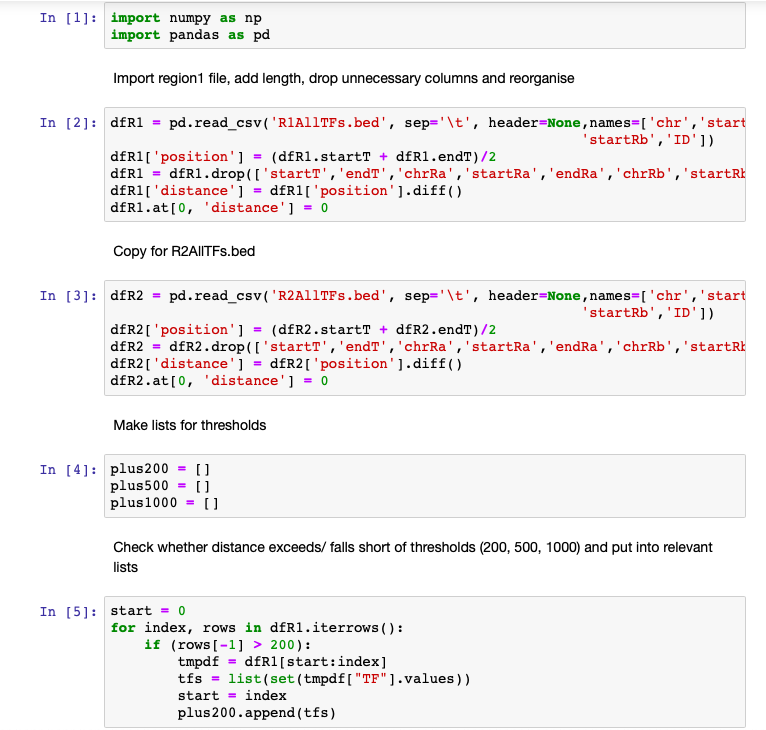 In [1]: import numpy as np
import pandas as pd
Import region1 file, add length, drop unnecessary columns and reorganise
In [2]: dfR1 = pd.read_csv('R1AllTFs.bed', sep='\t', header=None,names=['chr','start
'startRb','ID'])
dfR1['position'] = (dfR1.startT + dfR1.endT)/2
dfR1 = dfR1.drop(['startT','endT','chrRa','startRa','endRa','chrRb','startRb
dfR1['distance'] = dfR1['position'].diff()
dfR1.at[0, 'distance'] = 0
Copy for R2AllTFs.bed
In [3]: dfR2 = pd.read_csv('R2AllTFs.bed', sep='\t', header=None,names=['chr','start
'startRb','ID'])
dfR2['position'] = (dfR2.startT + dfR2.endT)/2
dfR2 = dfR2.drop(['startT','endT','chrRa','startRa','endRa','chrRb','startRb
dfR2['distance'] = dfR2['position'].diff()
dfR2.at[0, 'distance'] = 0
Make lists for thresholds
In [4]: plus200 = []
plus500 = []
plus1000 = []
Check whether distance exceeds/ falls short of thresholds (200, 500, 1000) and put into relevant
lists
In [5]: start = 0
for index, rows in dfR1.iterrows():
    if (rows[-1] > 200):
        tmpdf = dfR1[start:index]
        tfs = list(set(tmpdf["TF"].values))
        start = index
        plus200.append(tfs)